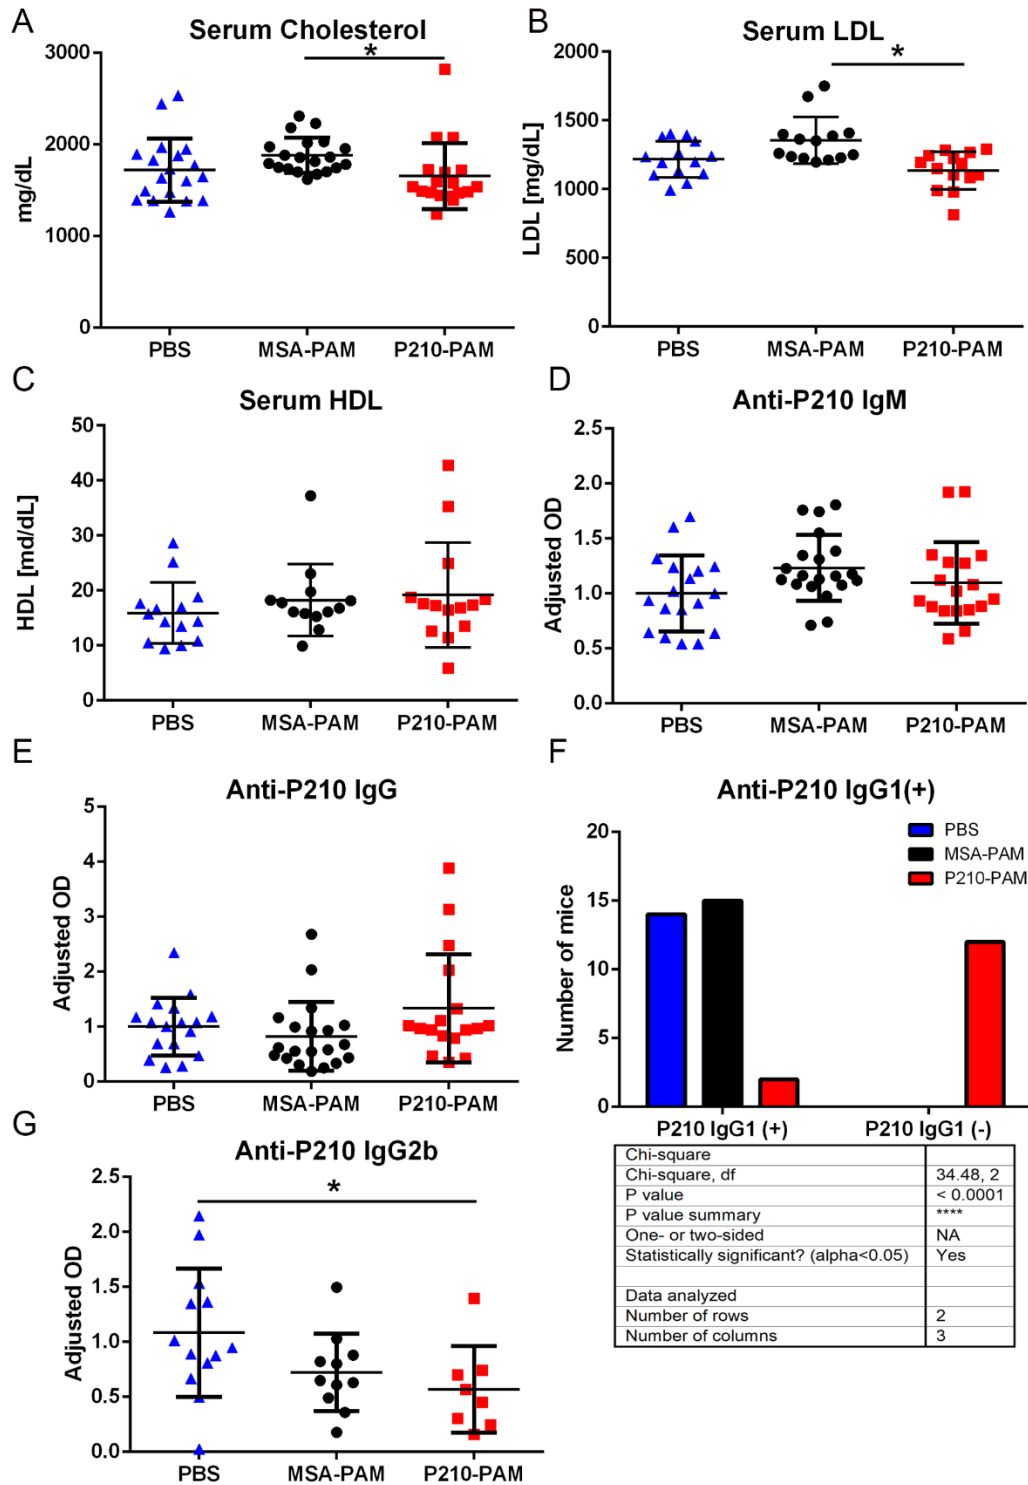 A
Serum Cholesterol
*
3000
2000
1000
0
mg/dL
PBS
MSA-PAM
P210-PAM
B
Serum LDL
*
2000
1500
1000
500
0
LDL [mg/dL]
PBS
MSA-PAM
P210-PAM
C
Serum HDL
50
40
30
20
10
0
HDL [md/dL]
PBS
MSA-PAM
P210-PAM
D
Anti-P210 IgM
2.5
2.0
1.5
1.0
0.5
0.0
Adjusted OD
PBS
MSA-PAM
P210-PAM
E
Anti-P210 IgG
5
4
3
2
1
0
Adjusted OD
PBS
MSA-PAM
P210-PAM
F
Anti-P210 IgG1(+)
PBS
MSA-PAM
P210-PAM
20
15
10
5
0
Number of mice
P210 IgG1 (+)
P210 IgG1 (-)
Chi-square
Chi-square, df 34.48, 2
P value < 0.0001
P value summary ****
One- or two-sided NA
Statistically significant? (alpha<0.05) Yes
Data analyzed
Number of rows 2
Number of columns 3
G
Anti-P210 IgG2b
*
2.5
2.0
1.5
1.0
0.5
0.0
Adjusted OD
PBS
MSA-PAM
P210-PAM